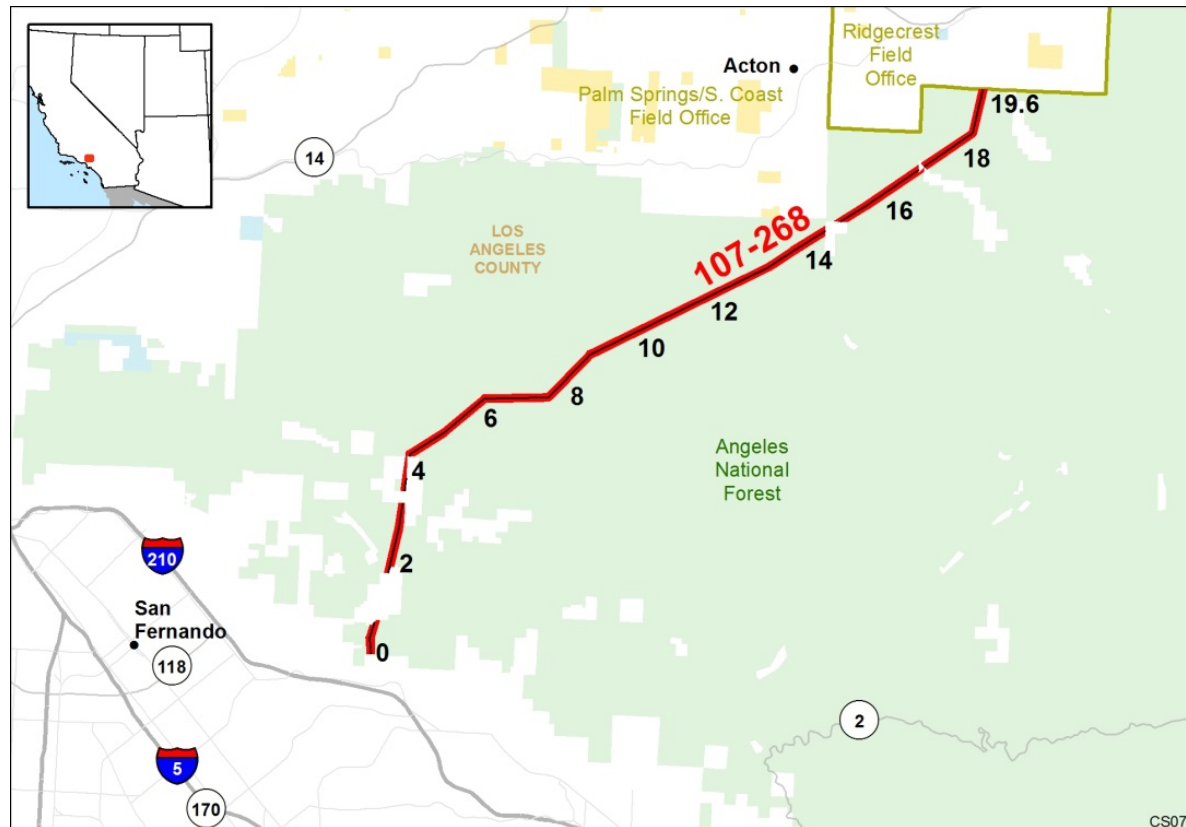 Ridgecrest
Field
Office
Acton
Palm Springs/S. Coast
Field Office
19.6
14
18
16
LOS
ANGELES
COUNTY
107-268
14
12
10
8
6
4
Angeles
National
Forest
2
210
San
Fernando
0
118
2
5
170
CS07